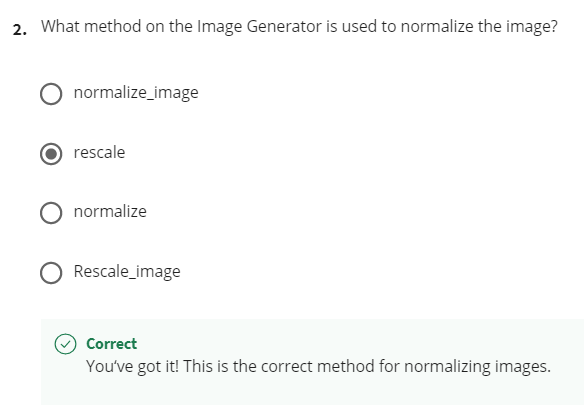 2. What method on the Image Generator is used to normalize the image?
normalize_image
rescale
normalize
Rescale_image
Correct
You've got it! This is the correct method for normalizing images.